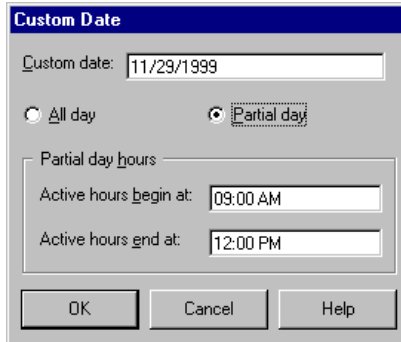 Custom Date
Custom date: 11/29/1999
All day Partial day
Partial day hours
Active hours begin at: 09:00 AM
Active hours end at: 12:00 PM
OK Cancel Help